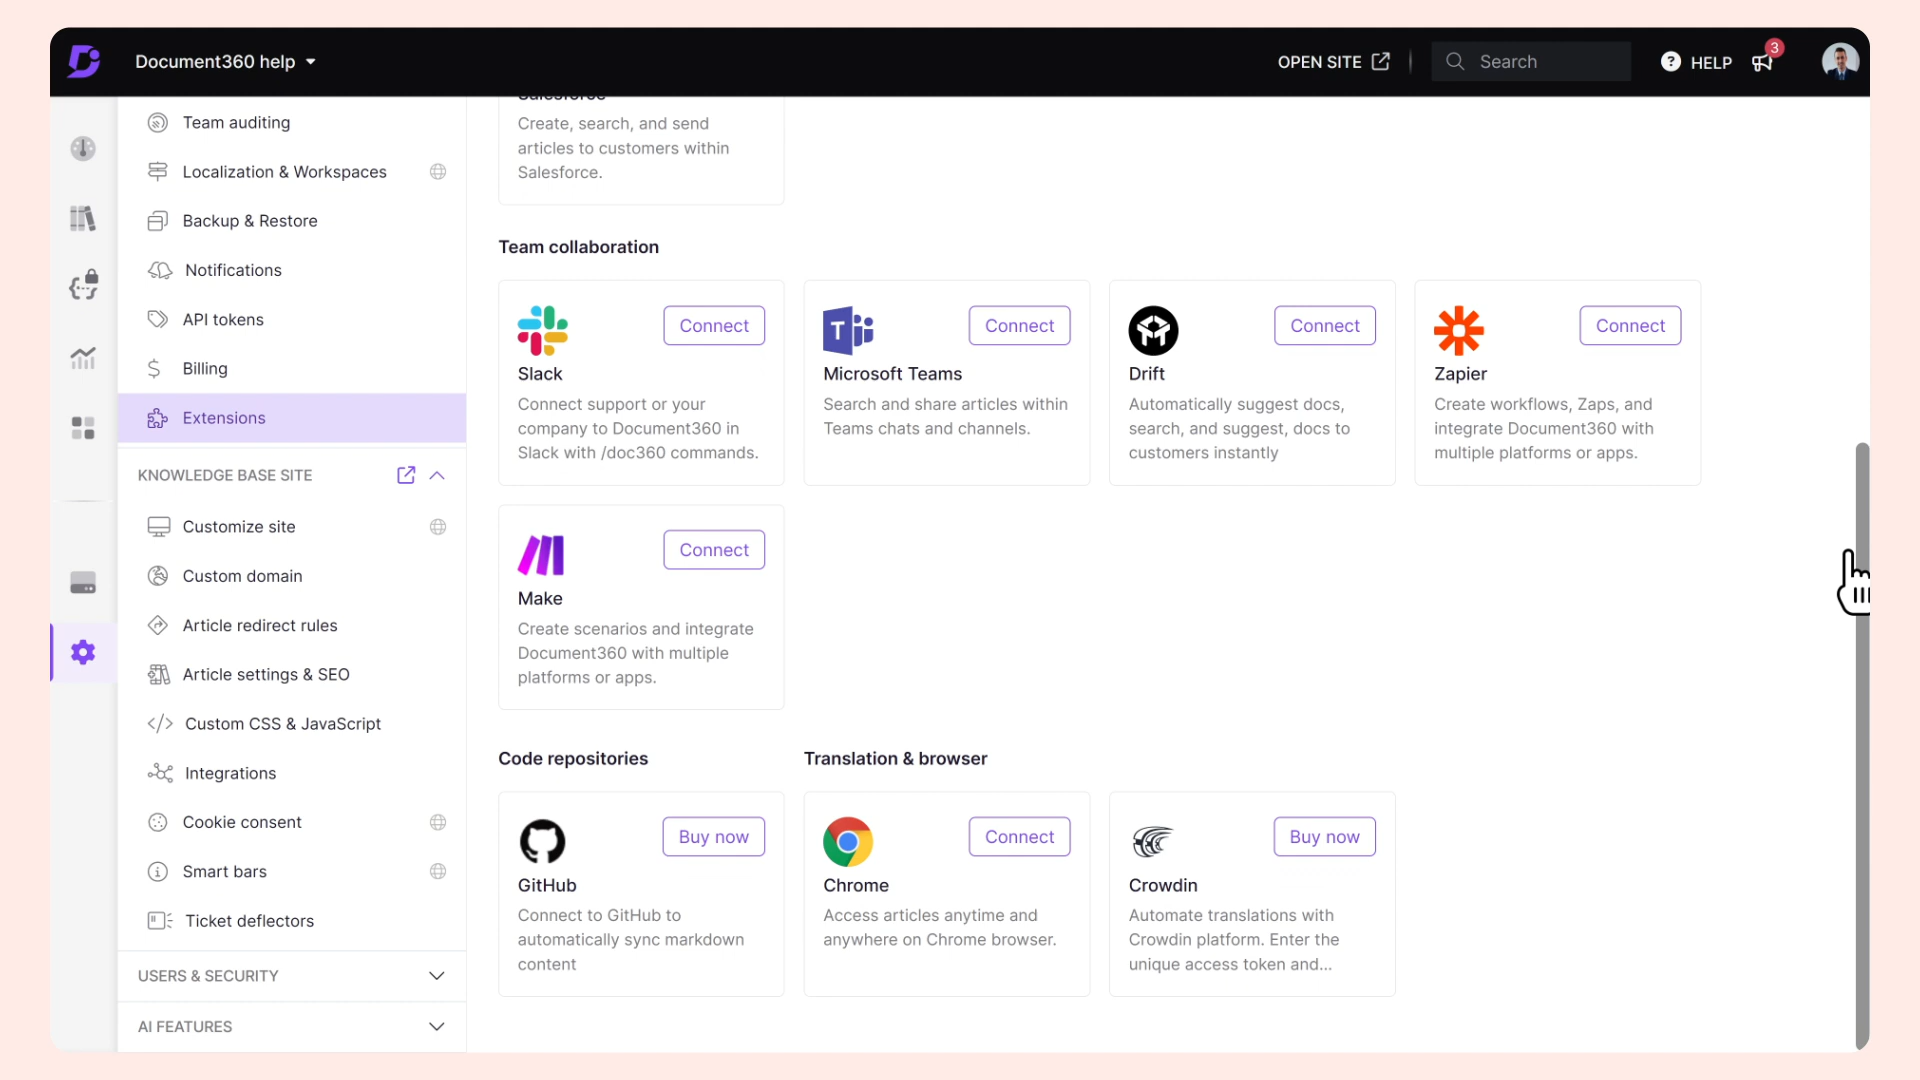 Document360 help
OPEN SITE
Search
HELP
3
Team auditing
Localization & Workspaces
Backup & Restore
Notifications
API tokens
Billing
Extensions
KNOWLEDGE BASE SITE
Customize site
Custom domain
Article redirect rules
Article settings & SEO
Custom CSS & JavaScript
Integrations
Cookie consent
Smart bars
Ticket deflectors
USERS & SECURITY
AI FEATURES
Salesforce
Create, search, and send
articles to customers within
Salesforce.
Team collaboration
Connect
Slack
Connect support or your
company to Document360 in
Slack with /doc360 commands.
T
Connect
Microsoft Teams
Search and share articles within
Teams chats and channels.
Connect
Drift
Automatically suggest docs,
search, and suggest, docs to
customers instantly
Connect
Zapier
Create workflows, Zaps, and
integrate Document360 with
multiple platforms or apps.
Connect
Make
Create scenarios and integrate
Document360 with multiple
platforms or apps.
Code repositories
Buy now
GitHub
Connect to GitHub to
automatically sync markdown
content
Translation & browser
Connect
Chrome
Access articles anytime and
anywhere on Chrome browser.
Buy now
Crowdin
Automate translations with
Crowdin platform. Enter the
unique access token and...